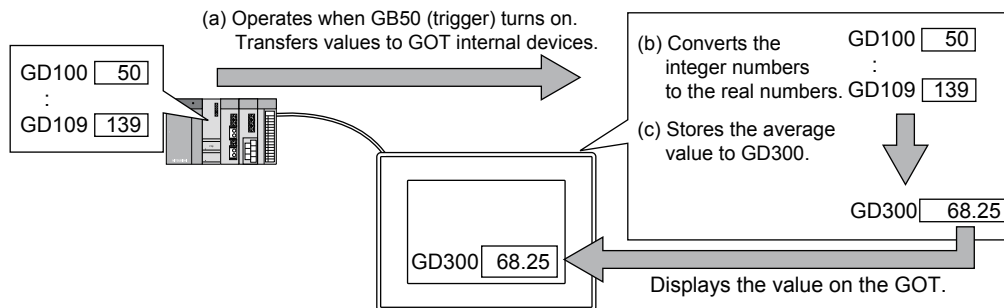 (a) Operates when GB50 (trigger) turns on.
Transfers values to GOT internal devices.
GD100 50
:
GD109 139
(b) Converts the
integer numbers
to the real numbers.
GD100 50
:
GD109 139
(c) Stores the average
value to GD300.
GD300 68.25
GD300 68.25
Displays the value on the GOT.